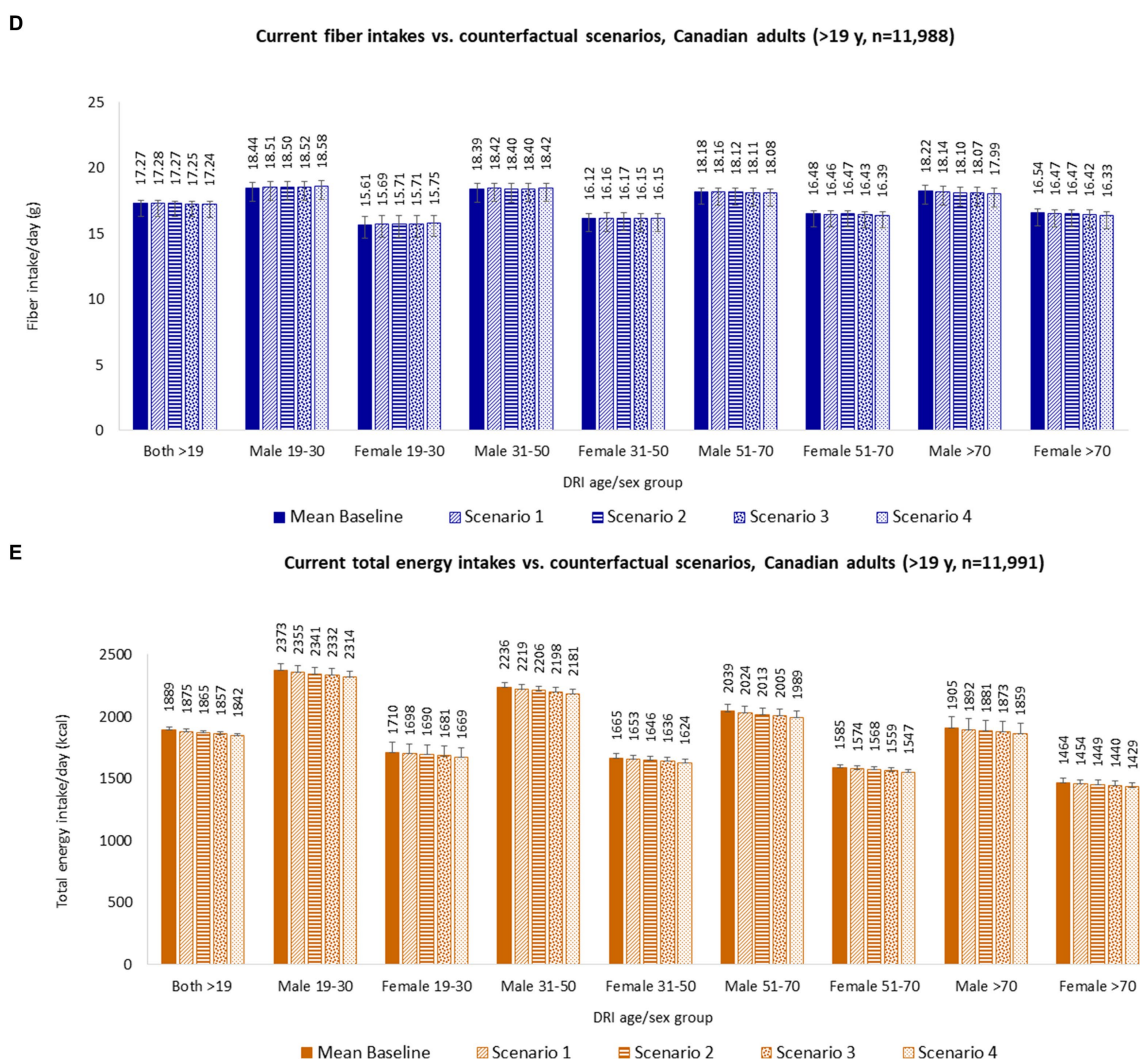 D
Current fiber intakes vs. counterfactual scenarios, Canadian adults (>19 y, n=11,988)
Fiber intake/day (g)
25
20
15
10
5
0
17.27 17.28 17.27 17.25 17.24
18.44 18.51 18.50 18.52 18.58
15.61 15.69 15.71 15.71 15.75
18.39 18.42 18.40 18.40 18.42
16.12 16.16 16.17 16.15 16.15
18.18 18.16 18.12 18.11 18.08
16.48 16.46 16.47 16.43 16.39
18.22 18.14 18.10 18.07 17.99
16.54 16.47 16.47 16.42 16.33
Both >19 Male 19-30 Female 19-30 Male 31-50 Female 31-50 Male 51-70 Female 51-70 Male >70 Female >70
DRI age/sex group
Mean Baseline Scenario 1 Scenario 2 Scenario 3 Scenario 4
E
Current total energy intakes vs. counterfactual scenarios, Canadian adults (>19 y, n=11,991)
Total energy intake/day (kcal)
2500
2000
1500
1000
500
0
1889 1875 1865 1857 1842
2373 2355 2341 2332 2314
1710 1698 1690 1681 1669
2236 2219 2206 2198 2181
1665 1653 1646 1636 1624
2039 2024 2013 2005 1989
1585 1574 1568 1559 1547
1905 1892 1881 1873 1859
1464 1454 1449 1440 1429
Both >19 Male 19-30 Female 19-30 Male 31-50 Female 31-50 Male 51-70 Female 51-70 Male >70 Female >70
DRI age/sex group
Mean Baseline Scenario 1 Scenario 2 Scenario 3 Scenario 4